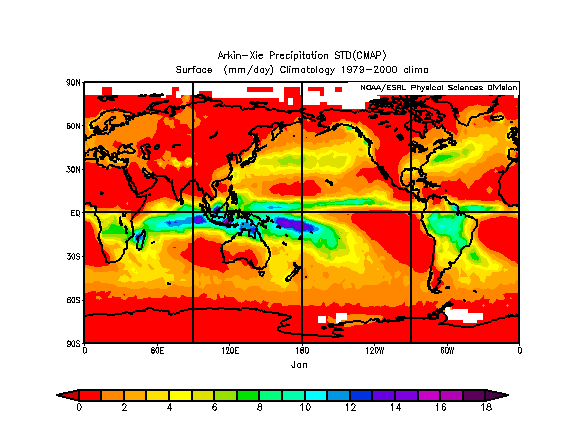 Arkin-Xie Precipitation STD(CMAP)
Surface (mm/day) Climatology 1979-2000 clima
NOAA/ESRL Physical Sciences Division
90N
60N
30N
EQ
30S
60S
90S
0 60E 120E 180 120W 60W 0
Jan
0 2 4 6 8 10 12 14 16 18